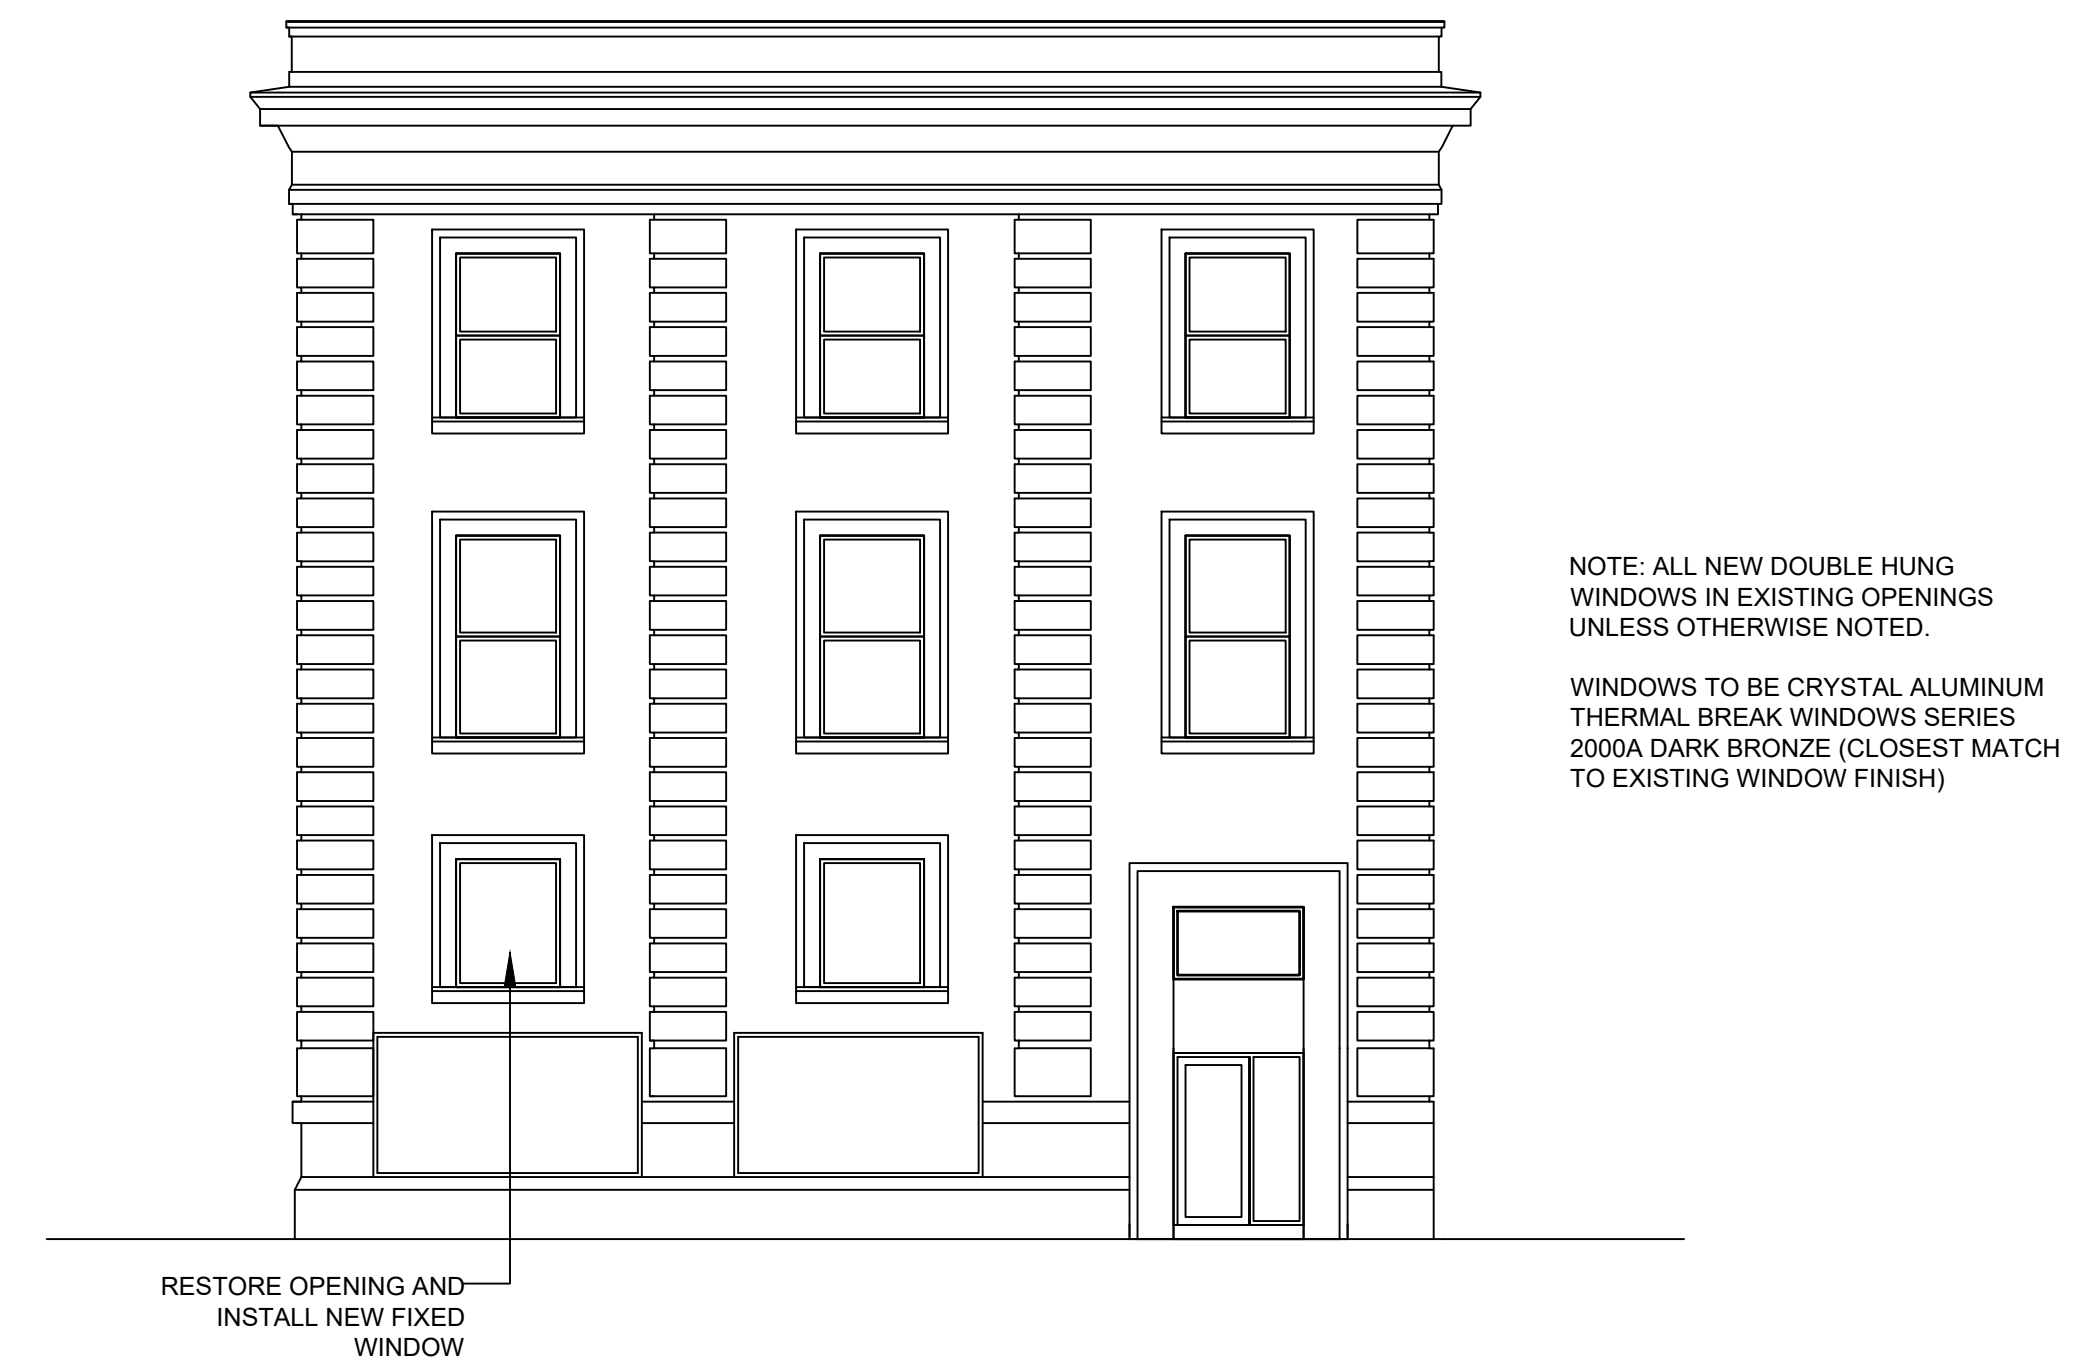 NOTE: ALL NEW DOUBLE HUNG
WINDOWS IN EXISTING OPENINGS
UNLESS OTHERWISE NOTED.
WINDOWS TO BE CRYSTAL ALUMINUM
THERMAL BREAK WINDOWS SERIES
2000A DARK BRONZE (CLOSEST MATCH
TO EXISTING WINDOW FINISH)
RESTORE OPENING AND
INSTALL NEW FIXED
WINDOW